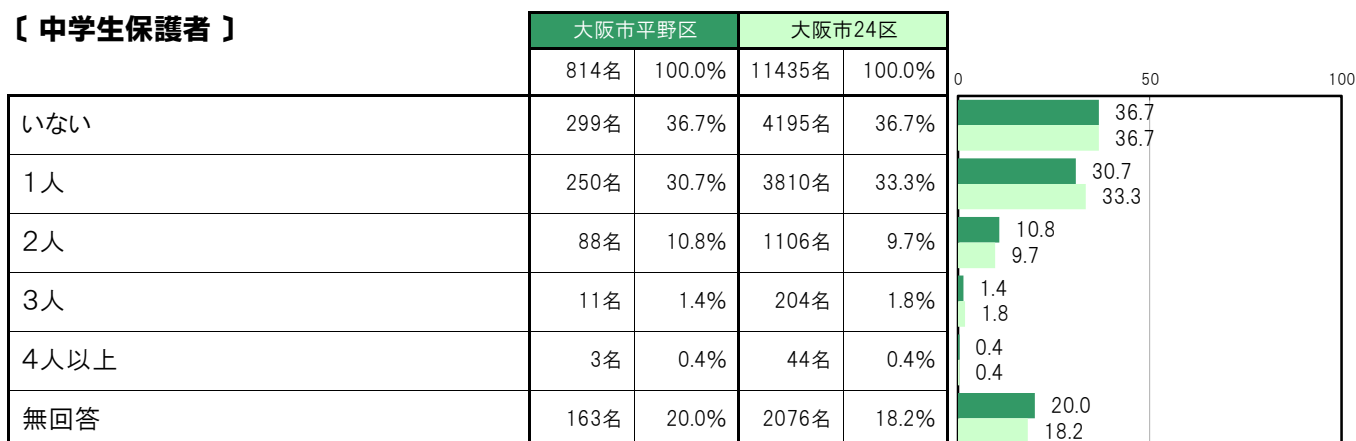 〔 中学生保護者 〕
大阪市平野区 大阪市24区
814名 100.0% 11435名 100.0%
0 50 100
いない 299名 36.7% 4195名 36.7% 36.7
36.7
1人 250名 30.7% 3810名 33.3% 30.7
33.3
2人 88名 10.8% 1106名 9.7% 10.8
9.7
3人 11名 1.4% 204名 1.8% 1.4
1.8
4人以上 3名 0.4% 44名 0.4% 0.4
0.4
無回答 163名 20.0% 2076名 18.2% 20.0
18.2